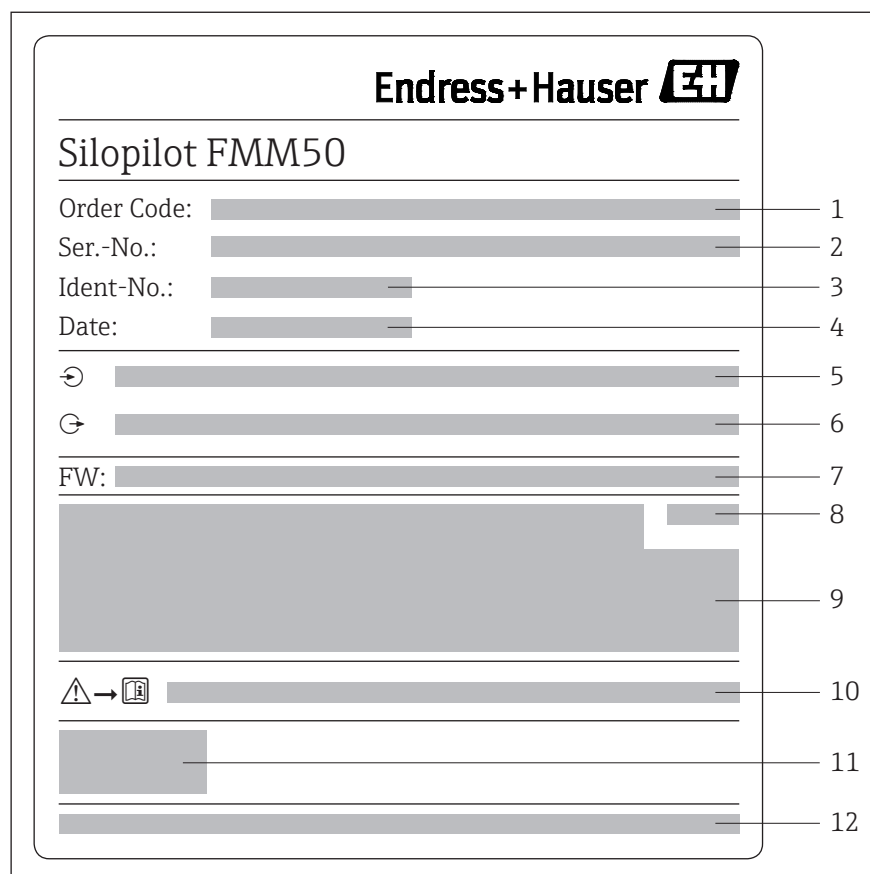 Endress+Hauser EH
Silopilot FMM50
Order Code: 1
Ser.-No.: 2
Ident-No.: 3
Date: 4
5
6
FW: 7
8
9
10
11
12